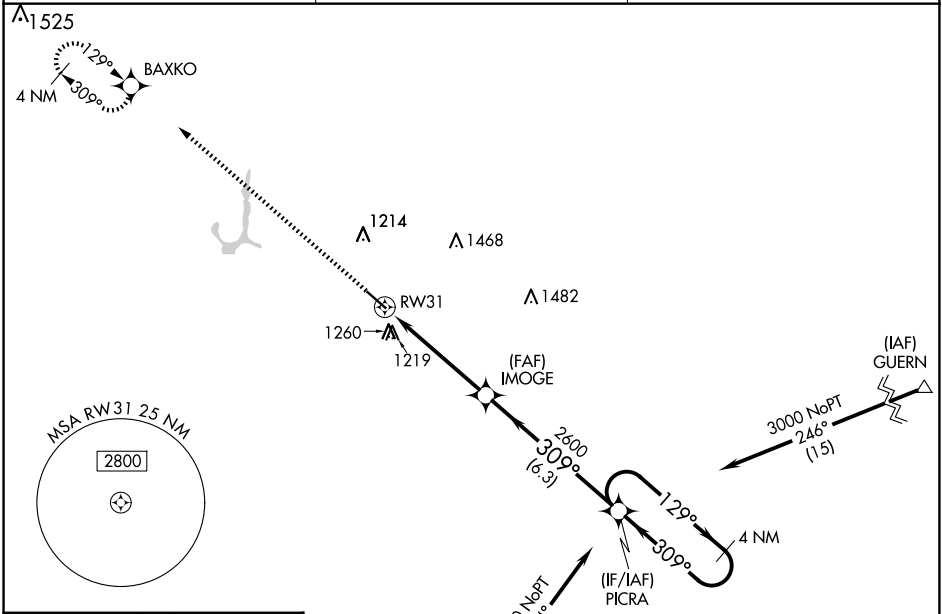 1525
129°
BAXKO
4 NM
309°
1214
1468
RW31
1482
1260
1219
(FAF)
IMOGE
(IAF)
GUERN
3000 NoPT
246°
(15)
MSA RW31 25 NM
2800
2600
309°
(6.3)
129°
309°
4 NM
(IF/IAF)
PICRA
NoPT